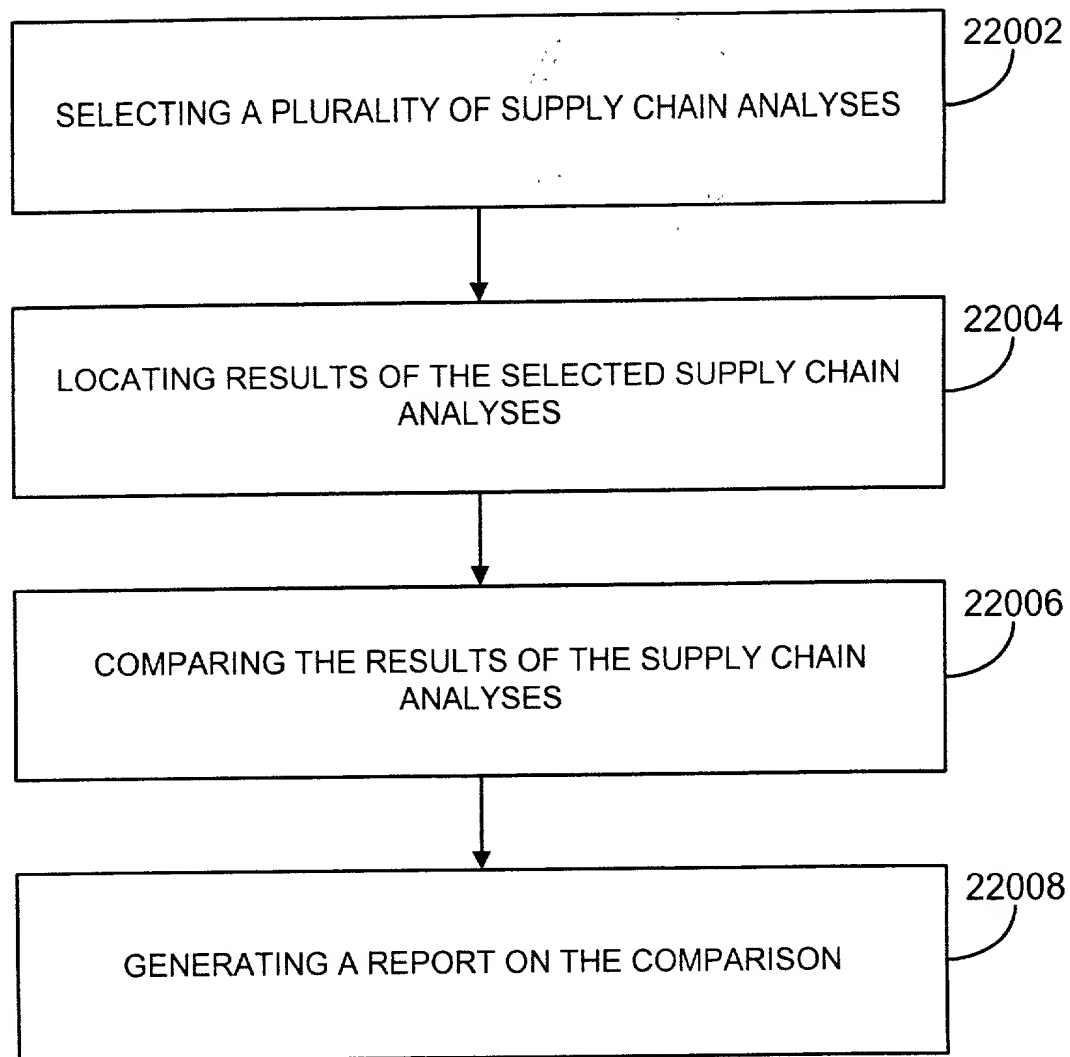 22002
SELECTING A PLURALITY OF SUPPLY CHAIN ANALYSES
22004
LOCATING RESULTS OF THE SELECTED SUPPLY CHAIN
ANALYSES
22006
COMPARING THE RESULTS OF THE SUPPLY CHAIN
ANALYSES
22008
GENERATING A REPORT ON THE COMPARISON